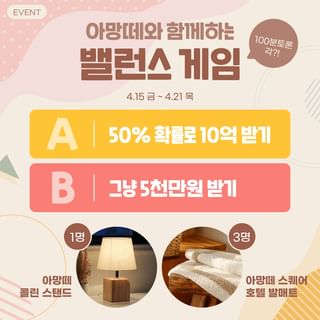 EVENT
아망떼와 함께하는
밸런스 게임
100분토론
각?!
4.15 금 ~ 4.21 목
A 50% 확률로 10억 받기
B 그냥 5천만원 받기
1명
3명
아망떼
콜린 스탠드
아망떼 스퀘어
호텔 발매트